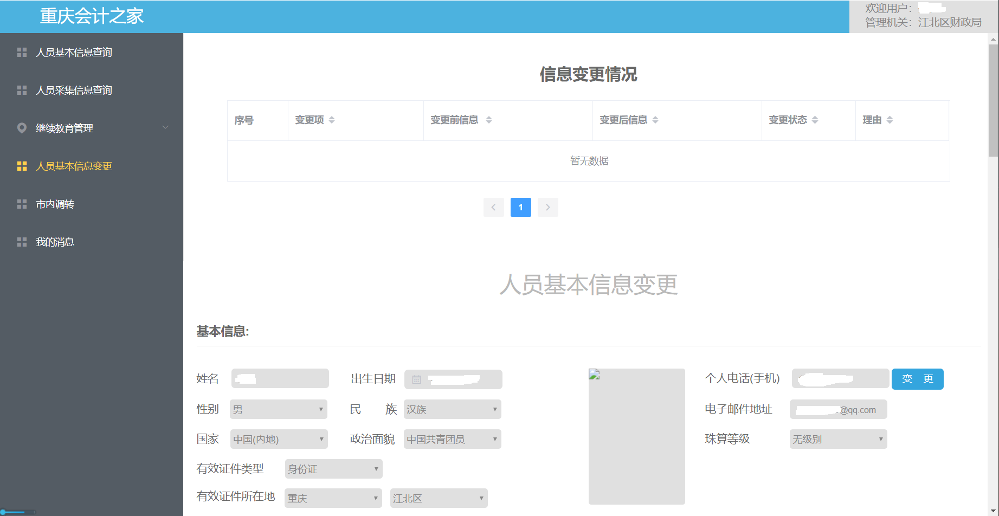 重庆会计之家
欢迎用户：
管理机关：江北区财政局
人员基本信息查询
人员采集信息查询
继续教育管理
人员基本信息变更
市内调转
我的消息
信息变更情况
序号 变更项 变更前信息 变更后信息 变更状态 理由
暂无数据
1
人员基本信息变更
基本信息:
姓名 出生日期 个人电话(手机) 变 更
性别 男 民 族 汉族 电子邮件地址 @qq.com
国家 中国(内地) 政治面貌 中国共青团员 珠算等级 无级别
有效证件类型 身份证
有效证件所在地 重庆 江北区